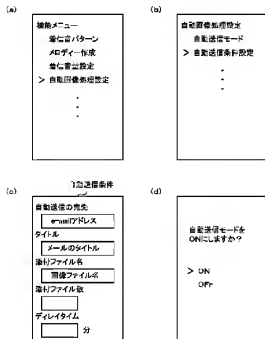 (a)
機能メニュー
着信音パターン
メロディー作成
着信音量設定
> 自動画像処理設定
(b)
自動画像処理設定
自動送信モード
> 自動送信条件設定
(c)
自動送信条件
自動送信の宛先
e-mailアドレス
タイトル
メールのタイトル
添付ファイル名
画像ファイル名
添付ファイル数
ディレイタイム
分
(d)
自動送信モードを
ONにしますか？
> ON
OFF